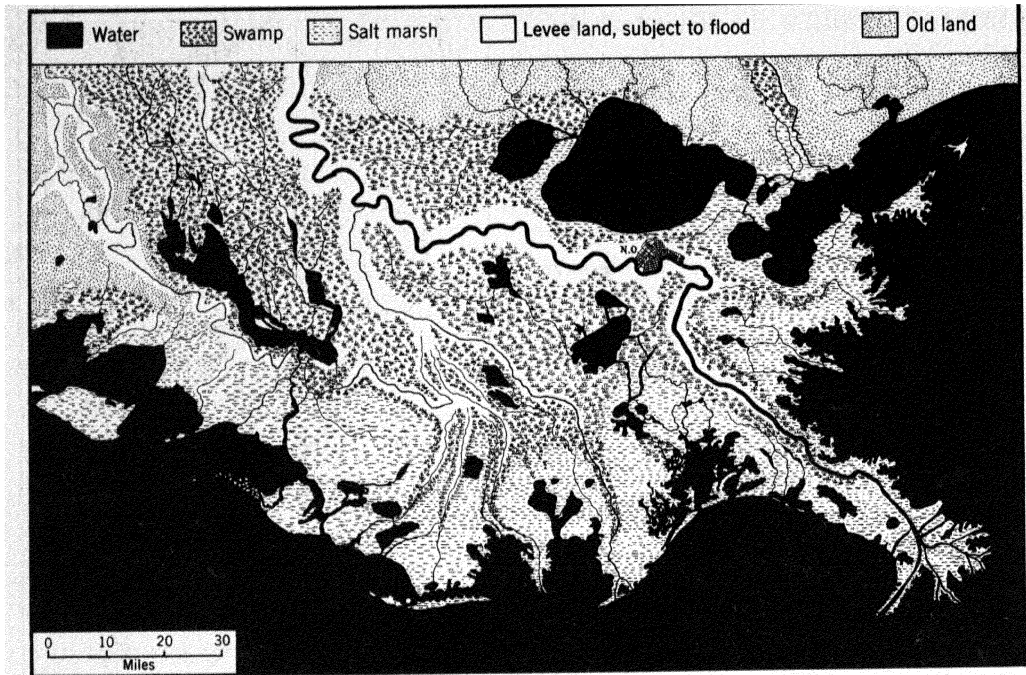 Water Swamp Salt marsh Levee land, subject to flood Old land
N.O.
0 10 20 30
Miles